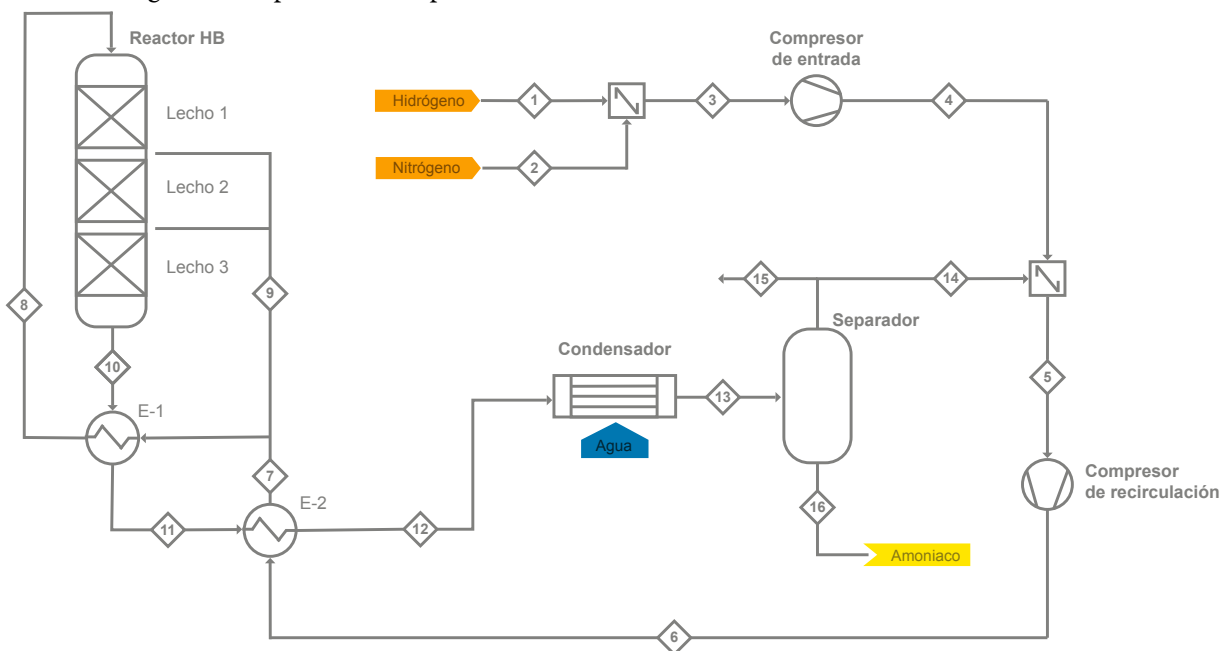 Reactor HB
Compresor
de entrada
Hidrógeno
1
3
4
Lecho 1
Nitrógeno
2
Lecho 2
Lecho 3
15
14
9
8
Separador
Condensador
10
5
13
E-1
Agua
7
Compresor
de recirculación
E-2
16
11
12
Amoniaco
6